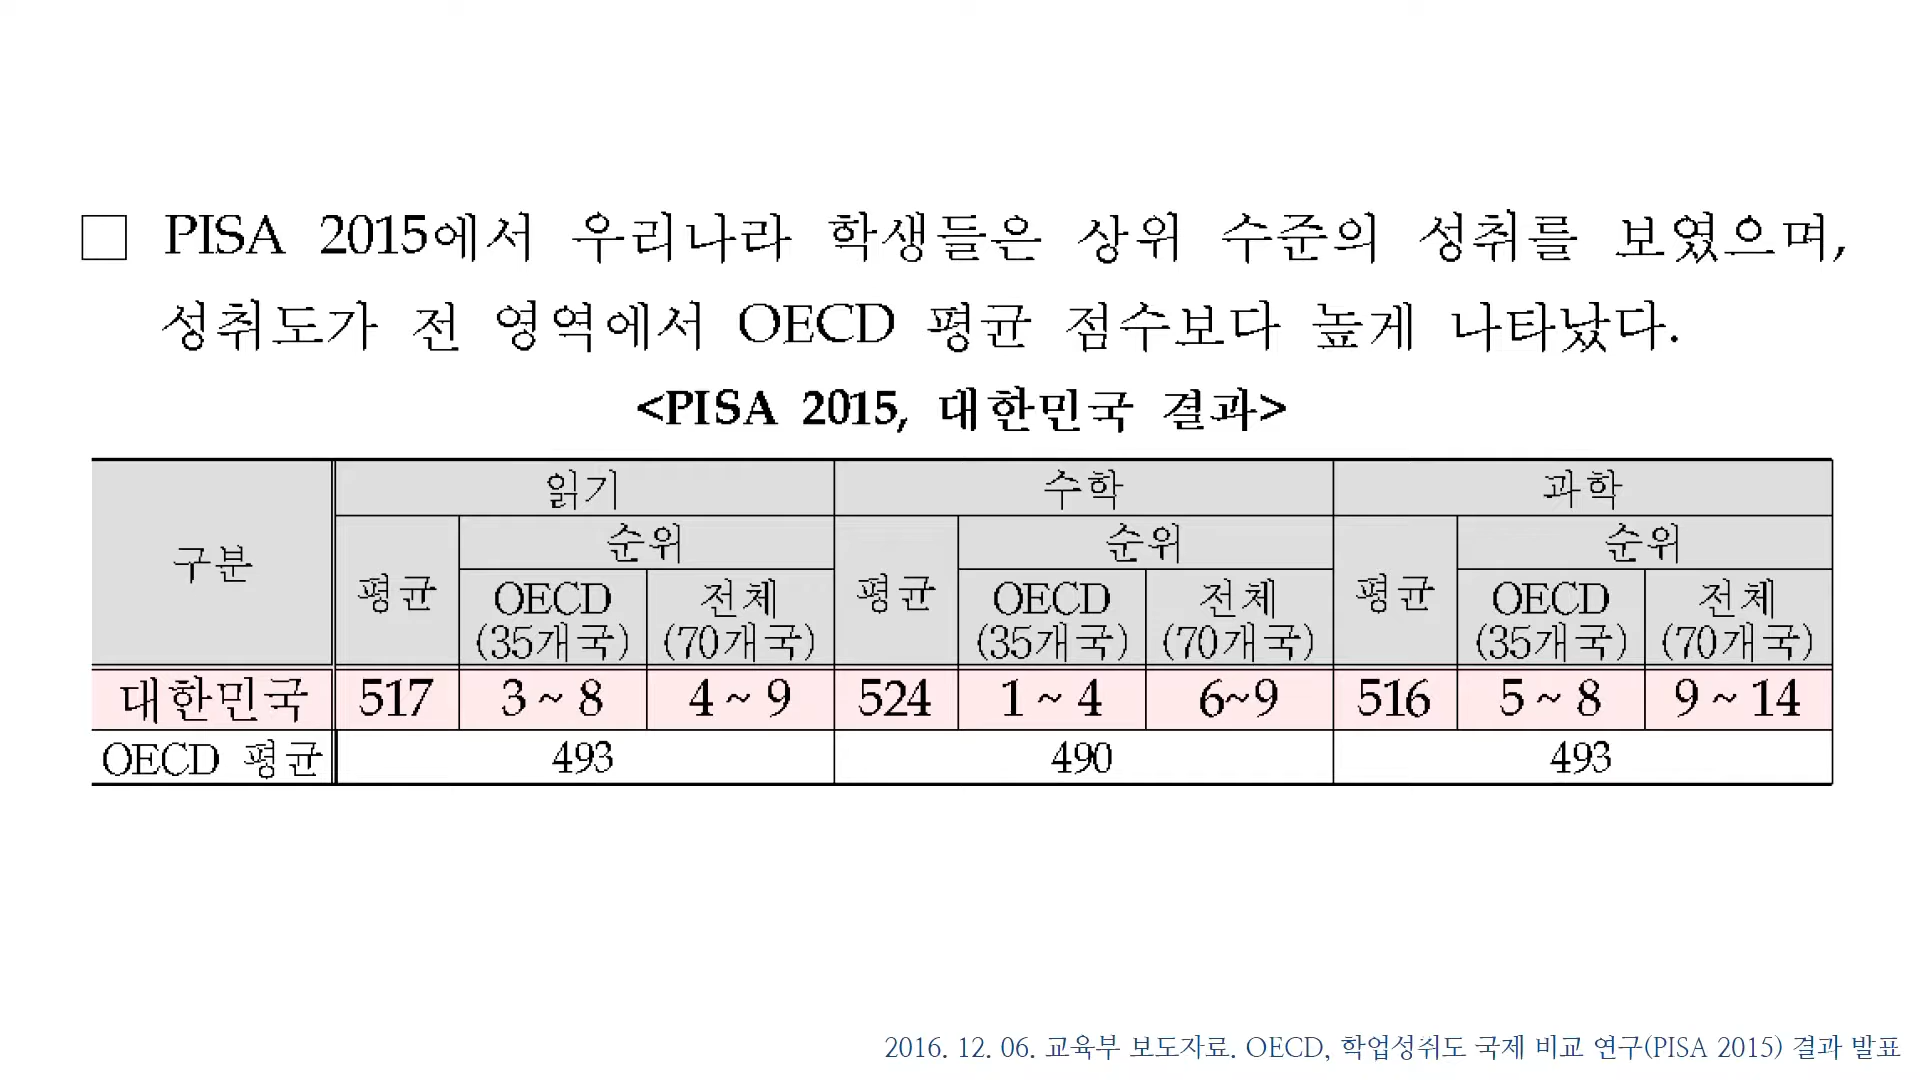 □ PISA 2015에서 우리나라 학생들은 상위 수준의 성취를 보였으며,
성취도가 전 영역에서 OECD 평균 점수보다 높게 나타났다.
<PISA 2015, 대한민국 결과>
구분 읽기 수학 과학
평균 순위 평균 순위 평균 순위
OECD 전체 OECD 전체 OECD 전체
(35개국) (70개국) (35개국) (70개국) (35개국) (70개국)
대한민국 517 3 ~ 8 4 ~ 9 524 1 ~ 4 6~9 516 5 ~ 8 9 ~ 14
OECD 평균 493 490 493
2016. 12. 06. 교육부 보도자료. OECD, 학업성취도 국제 비교 연구(PISA 2015) 결과 발표